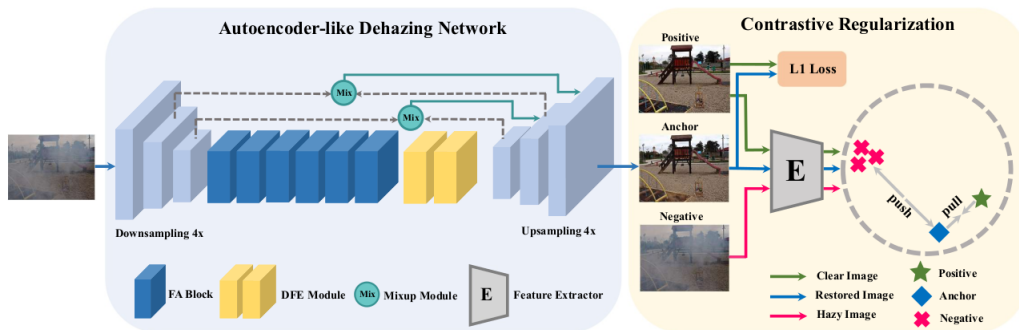 Autoencoder-like Dehazing Network
Mix
Mix
Downsampling 4x
Upsampling 4x
FA Block
DFE Module
Mix
Mixup Module
E
Feature Extractor
Contrastive Regularization
Positive
L1 Loss
Anchor
E
Negative
push
pull
Clear Image
Restored Image
Hazy Image
Positive
Anchor
Negative